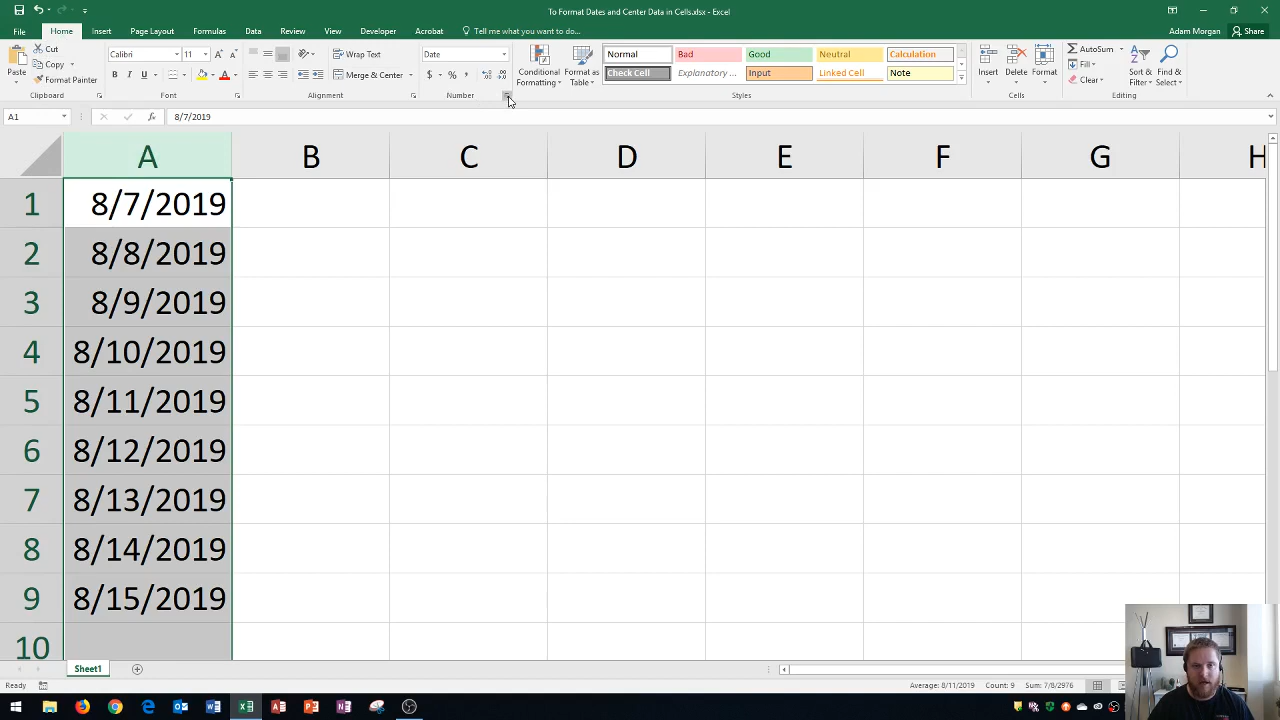 To Format Dates and Center Data in Cells.xlsx - Excel
Adam Morgan
File Home Insert Page Layout Formulas Data Review View Developer Acrobat Tell me what you want to do... Share
Paste
Cut
Copy
Format Painter
Clipboard
Calibri 11
B I U
Font
Wrap Text
Merge & Center
Alignment
Date
$ % ,
Number
Conditional Formatting
Format as Table
Normal Bad Good Neutral Calculation
Check Cell Explanatory ... Input Linked Cell Note
Styles
Insert Delete Format
Cells
AutoSum
Fill
Clear
Sort & Filter
Find & Select
Editing
A1 fx 8/7/2019
A B C D E F G H
1 8/7/2019
2 8/8/2019
3 8/9/2019
4 8/10/2019
5 8/11/2019
6 8/12/2019
7 8/13/2019
8 8/14/2019
9 8/15/2019
10
Sheet1
Ready Average: 8/11/2019 Count: 9 Sum: 7/8/2976